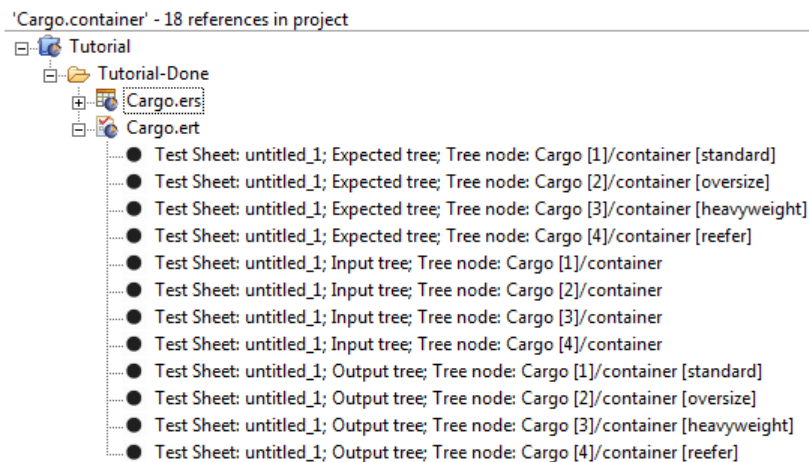 'Cargo.container' - 18 references in project
Tutorial
Tutorial-Done
Cargo.ers
Cargo.ert
Test Sheet: untitled_1; Expected tree; Tree node: Cargo [1]/container [standard]
Test Sheet: untitled_1; Expected tree; Tree node: Cargo [2]/container [oversize]
Test Sheet: untitled_1; Expected tree; Tree node: Cargo [3]/container [heavyweight]
Test Sheet: untitled_1; Expected tree; Tree node: Cargo [4]/container [reefer]
Test Sheet: untitled_1; Input tree; Tree node: Cargo [1]/container
Test Sheet: untitled_1; Input tree; Tree node: Cargo [2]/container
Test Sheet: untitled_1; Input tree; Tree node: Cargo [3]/container
Test Sheet: untitled_1; Input tree; Tree node: Cargo [4]/container
Test Sheet: untitled_1; Output tree; Tree node: Cargo [1]/container [standard]
Test Sheet: untitled_1; Output tree; Tree node: Cargo [2]/container [oversize]
Test Sheet: untitled_1; Output tree; Tree node: Cargo [3]/container [heavyweight]
Test Sheet: untitled_1; Output tree; Tree node: Cargo [4]/container [reefer]